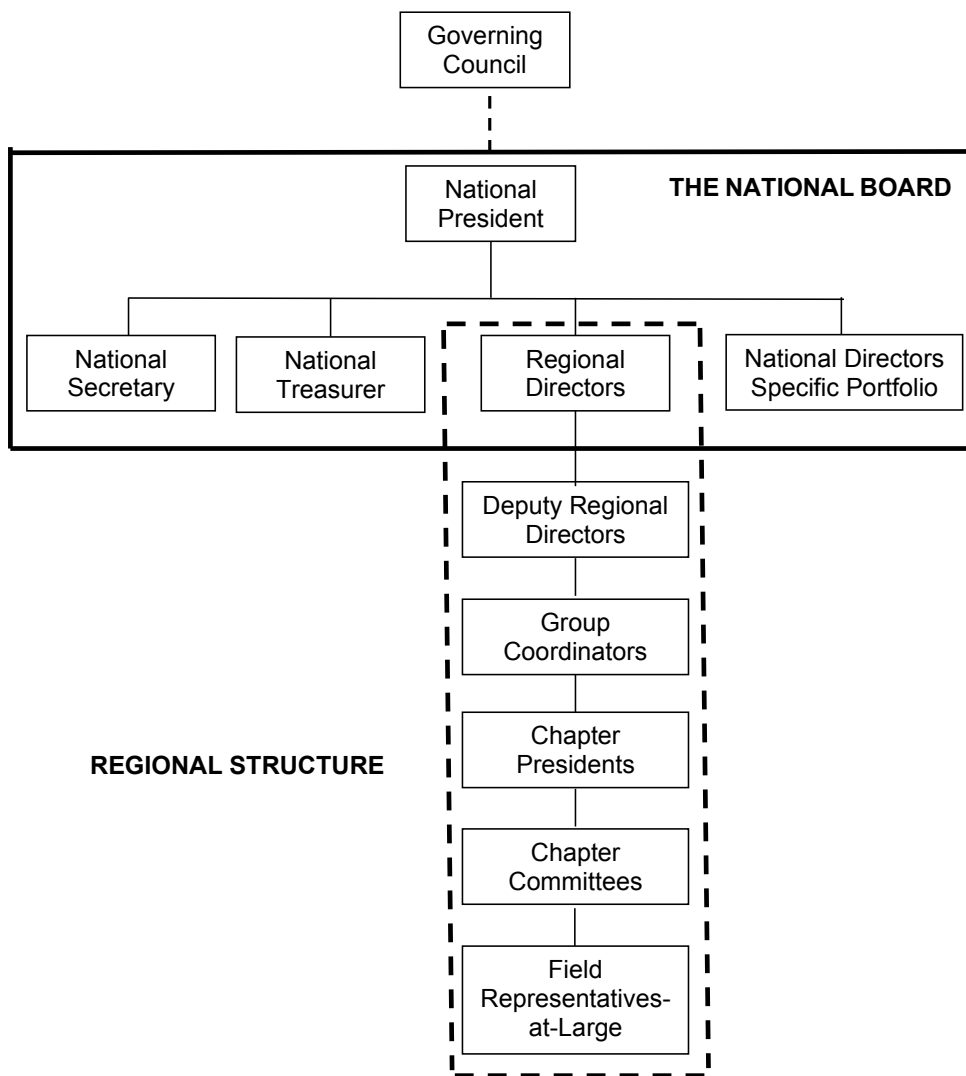 Governing
Council
THE NATIONAL BOARD
National
President
National
Secretary
National
Treasurer
Regional
Directors
National Directors
Specific Portfolio
Deputy Regional
Directors
Group
Coordinators
Chapter
Presidents
REGIONAL STRUCTURE
Chapter
Committees
Field
Representatives-
at-Large